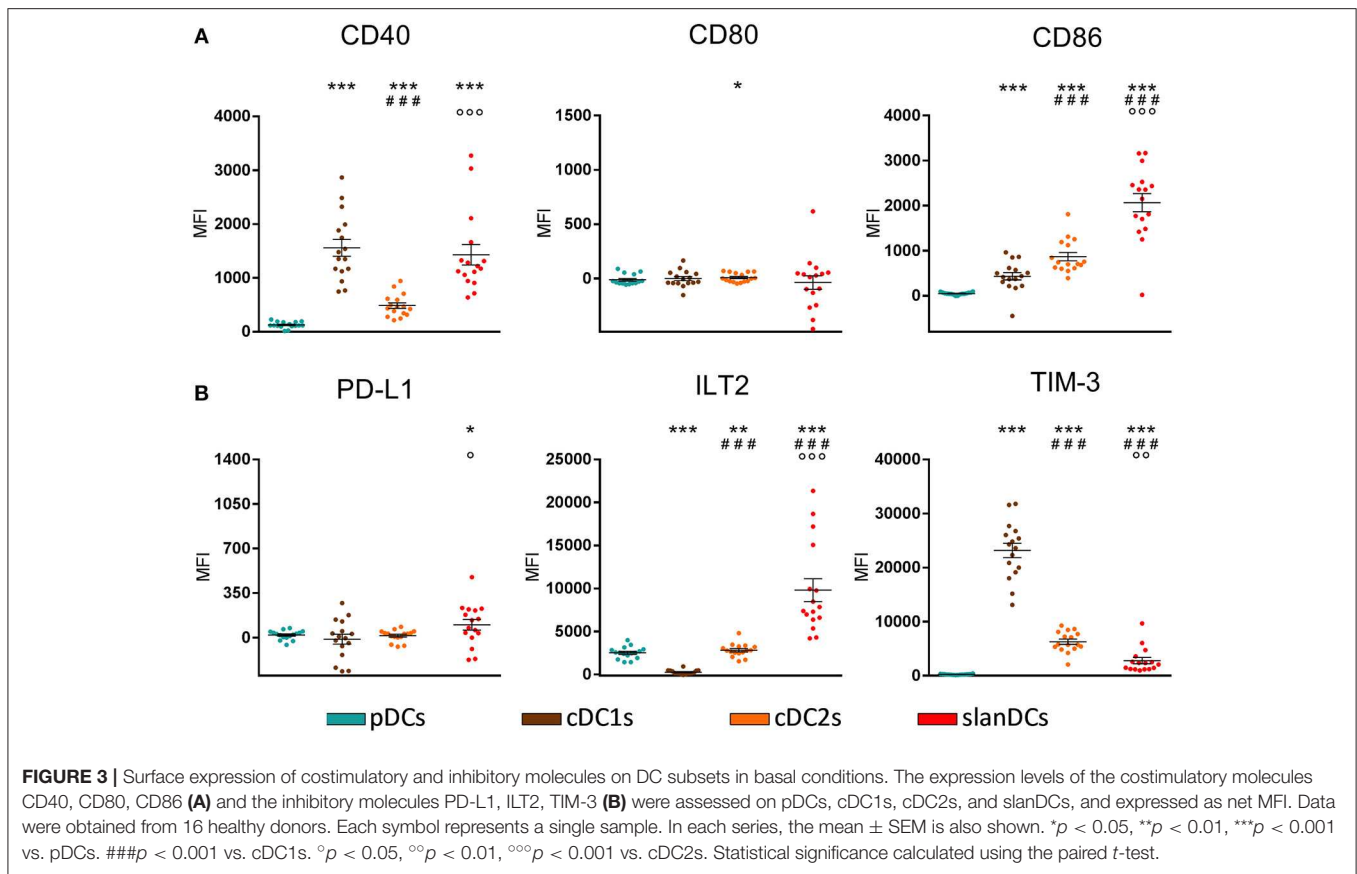 A
CD40
CD80
CD86
*** *** ***
### °°°
*
*** *** ***
### ###
°°°
MFI
4000
3000
2000
1000
0
MFI
1500
1000
500
0
MFI
4000
3000
2000
1000
0
B
PD-L1
ILT2
TIM-3
*
°
*** ** ***
### ###
°°°
*** *** ***
### ###
°°
MFI
1400
1050
700
350
0
MFI
25000
20000
15000
10000
5000
0
MFI
40000
30000
20000
10000
0
pDCs cDC1s cDC2s slanDCs
FIGURE 3 | Surface expression of costimulatory and inhibitory molecules on DC subsets in basal conditions. The expression levels of the costimulatory molecules
CD40, CD80, CD86 (A) and the inhibitory molecules PD-L1, ILT2, TIM-3 (B) were assessed on pDCs, cDC1s, cDC2s, and slanDCs, and expressed as net MFI. Data
were obtained from 16 healthy donors. Each symbol represents a single sample. In each series, the mean ± SEM is also shown. *p < 0.05, **p < 0.01, ***p < 0.001
vs. pDCs. ###p < 0.001 vs. cDC1s. °p < 0.05, °°p < 0.01, °°°p < 0.001 vs. cDC2s. Statistical significance calculated using the paired t-test.